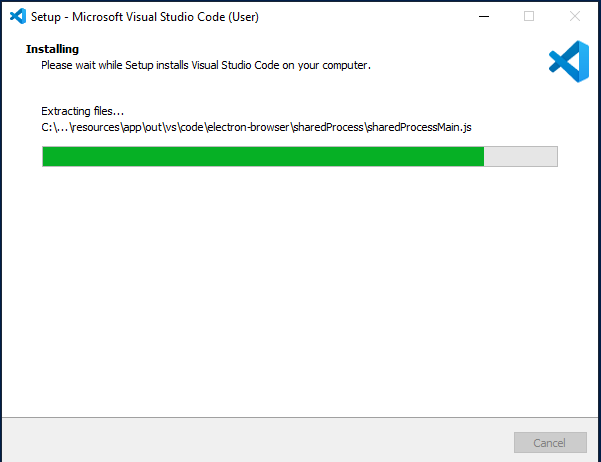 Setup - Microsoft Visual Studio Code (User)
Installing
Please wait while Setup installs Visual Studio Code on your computer.
Extracting files...
C:\...\resources\app\out\vs\code\electron-browser\sharedProcess\sharedProcessMain.js
Cancel